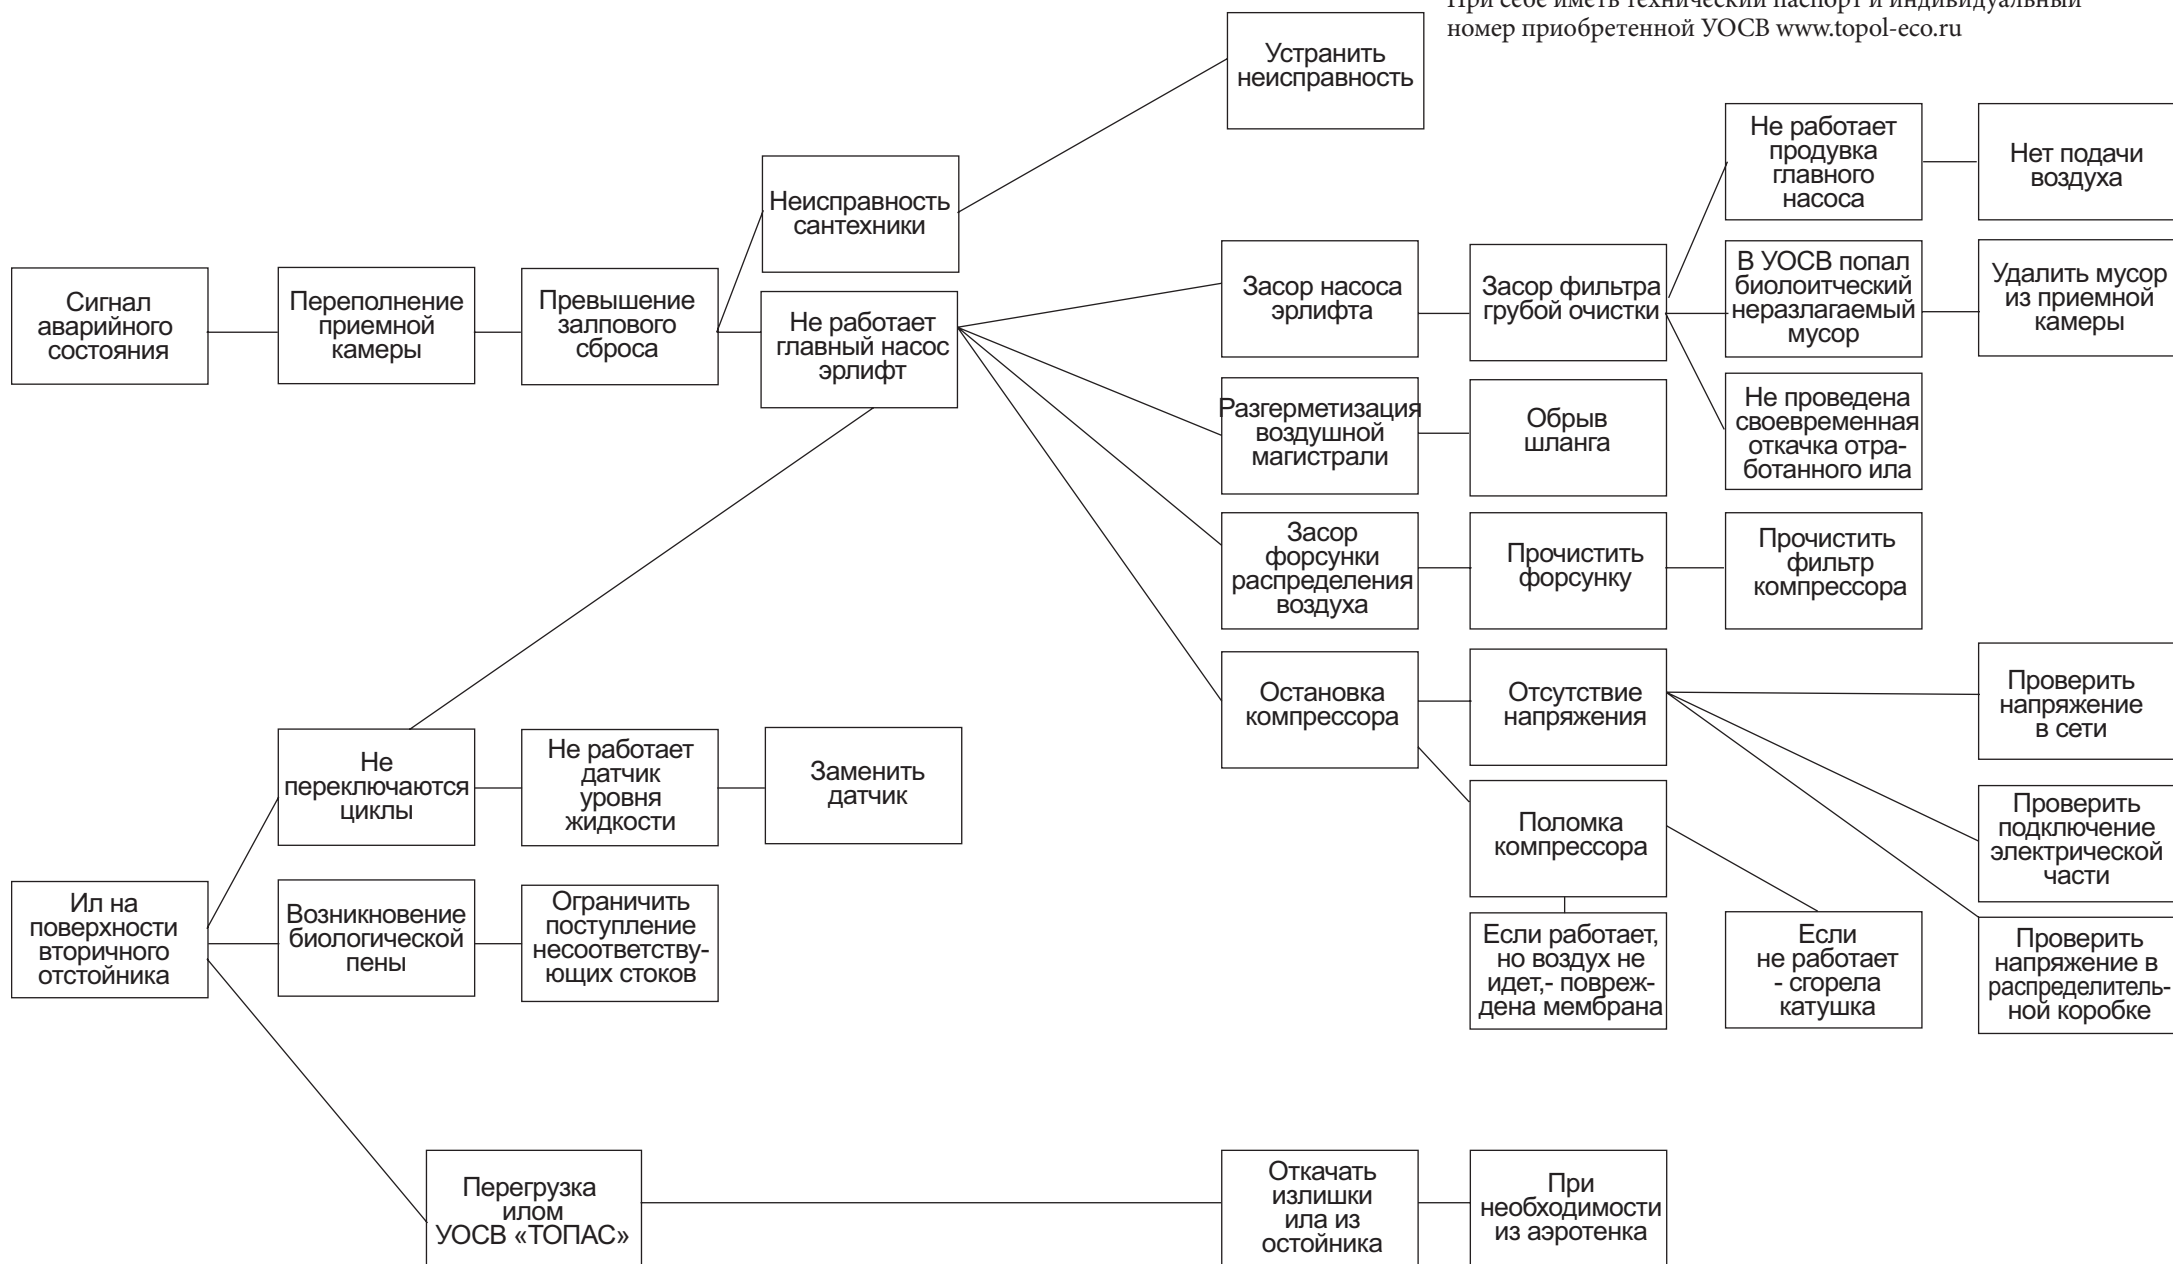 При себе иметь технический паспорт и индивидуальный
номер приобретенной УОСВ www.topol-eco.ru
Устранить
неисправность
Не работает
продувка
главного
насоса
Нет подачи
воздуха
Неисправность
сантехники
Сигнал
аварийного
состояния
Переполнение
приемной
камеры
Превышение
залпового
сброса
Не работает
главный насос
эрлифт
Засор насоса
эрлифта
Засор фильтра
грубой очистки
В УОСВ попал
биолоитческий
неразлагаемый
мусор
Удалить мусор
из приемной
камеры
Разгерметизация
воздушной
магистрали
Обрыв
шланга
Не проведена
своевременная
откачка отра-
ботанного ила
Засор
форсунки
распределения
воздуха
Прочистить
форсунку
Прочистить
фильтр
компрессора
Остановка
компрессора
Отсутствие
напряжения
Проверить
напряжение
в сети
Не
переключаются
циклы
Не работает
датчик
уровня
жидкости
Заменить
датчик
Поломка
компрессора
Проверить
подключение
электрической
части
Ил на
поверхности
вторичного
отстойника
Возникновение
биологической
пены
Ограничить
поступление
несоответству-
ющих стоков
Если работает,
но воздух не
идет,- повреж-
дена мембрана
Если
не работает
- сгорела
катушка
Проверить
напряжение в
распределитель-
ной коробке
Перегрузка
илом
УОСВ «ТОПАС»
Откачать
излишки
ила из
остойника
При
необходимости
из аэротенка